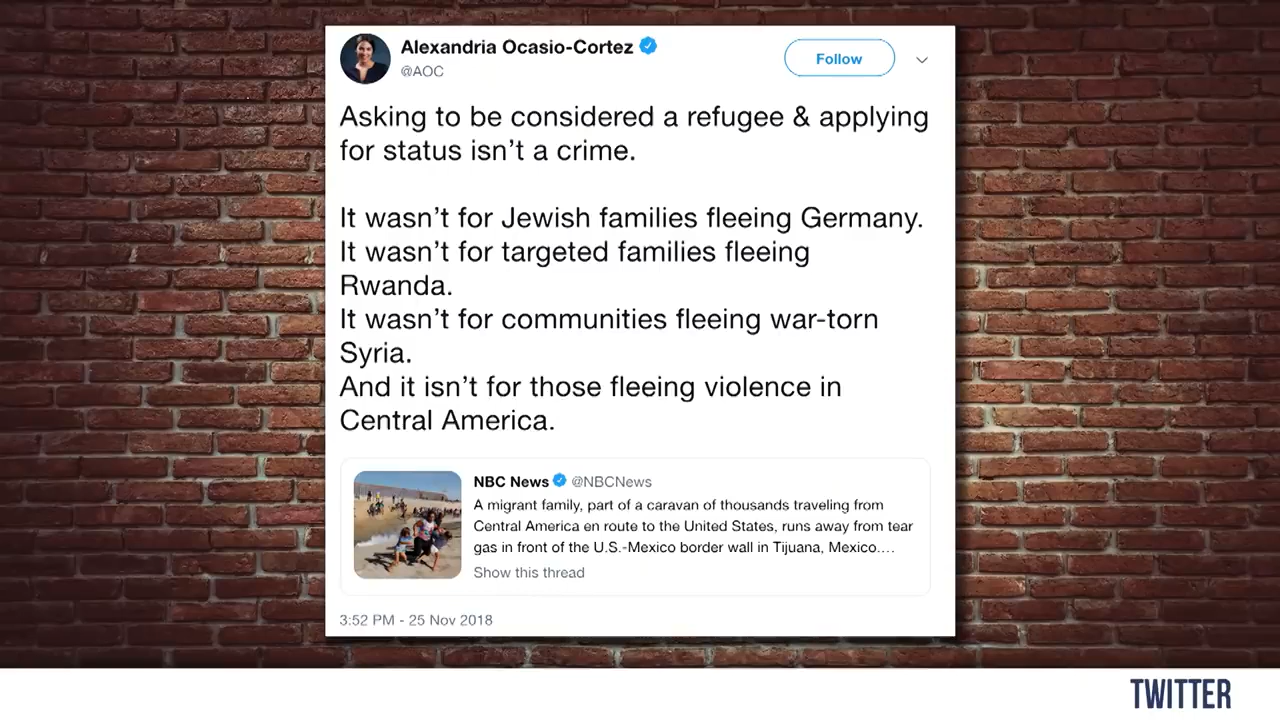 Alexandria Ocasio-Cortez
@AOC
Follow
Asking to be considered a refugee & applying
for status isn’t a crime.
It wasn’t for Jewish families fleeing Germany.
It wasn’t for targeted families fleeing
Rwanda.
It wasn’t for communities fleeing war-torn
Syria.
And it isn’t for those fleeing violence in
Central America.
NBC News @NBCNews
A migrant family, part of a caravan of thousands traveling from
Central America en route to the United States, runs away from tear
gas in front of the U.S.-Mexico border wall in Tijuana, Mexico....
Show this thread
3:52 PM - 25 Nov 2018
TWITTER